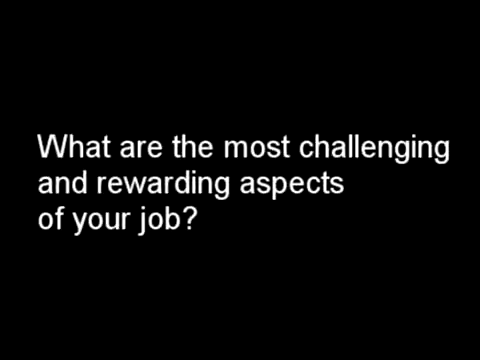 What are the most challenging
and rewarding aspects
of your job?